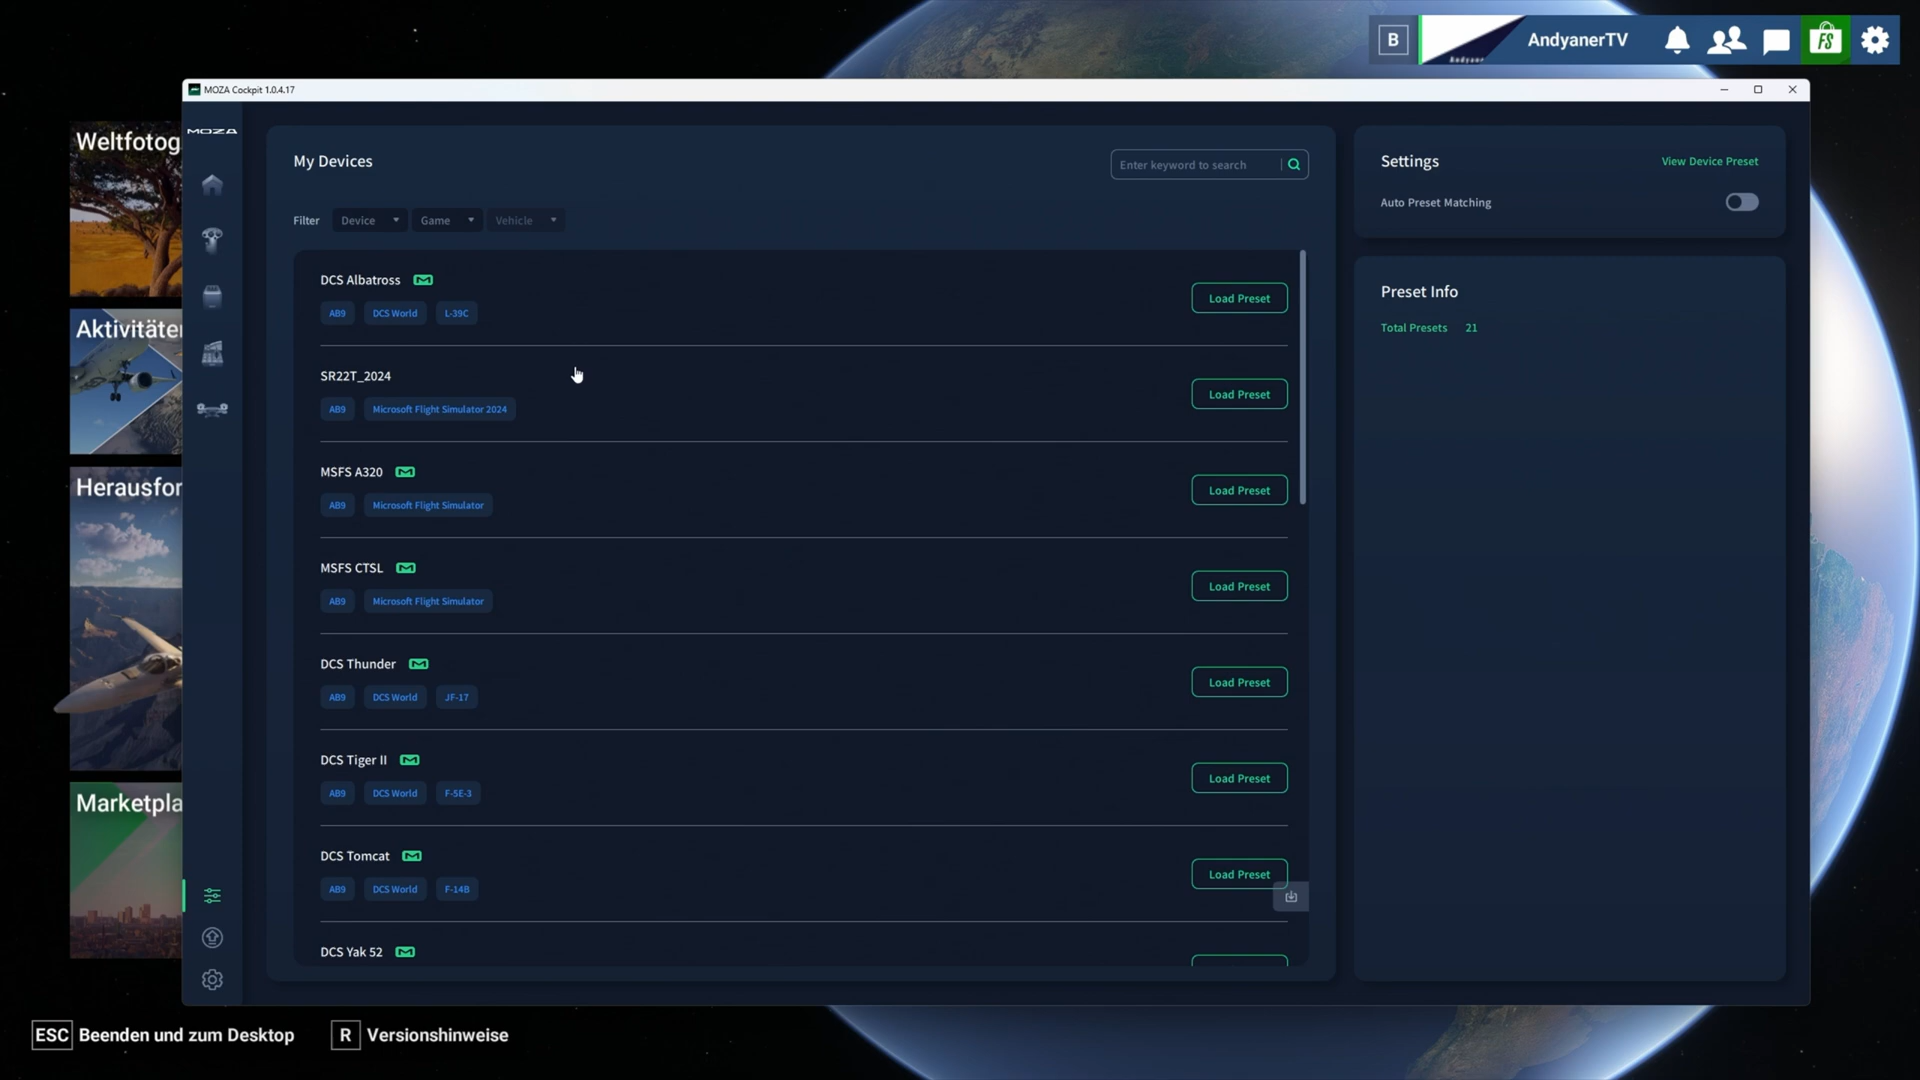 B
AndyanerTV
FS
MOZA Cockpit 1.0.4.17
MOZA
Weltfotog
Aktivitäten
Herausfor
Marketpla
My Devices
Enter keyword to search
Filter
Device
Game
Vehicle
DCS Albatross
AB9
DCS World
L-39C
Load Preset
SR22T_2024
AB9
Microsoft Flight Simulator 2024
Load Preset
MSFS A320
AB9
Microsoft Flight Simulator
Load Preset
MSFS CTSL
AB9
Microsoft Flight Simulator
Load Preset
DCS Thunder
AB9
DCS World
JF-17
Load Preset
DCS Tiger II
AB9
DCS World
F-5E-3
Load Preset
DCS Tomcat
AB9
DCS World
F-14B
Load Preset
DCS Yak 52
Settings
View Device Preset
Auto Preset Matching
Preset Info
Total Presets 21
ESC Beenden und zum Desktop
R Versionshinweise